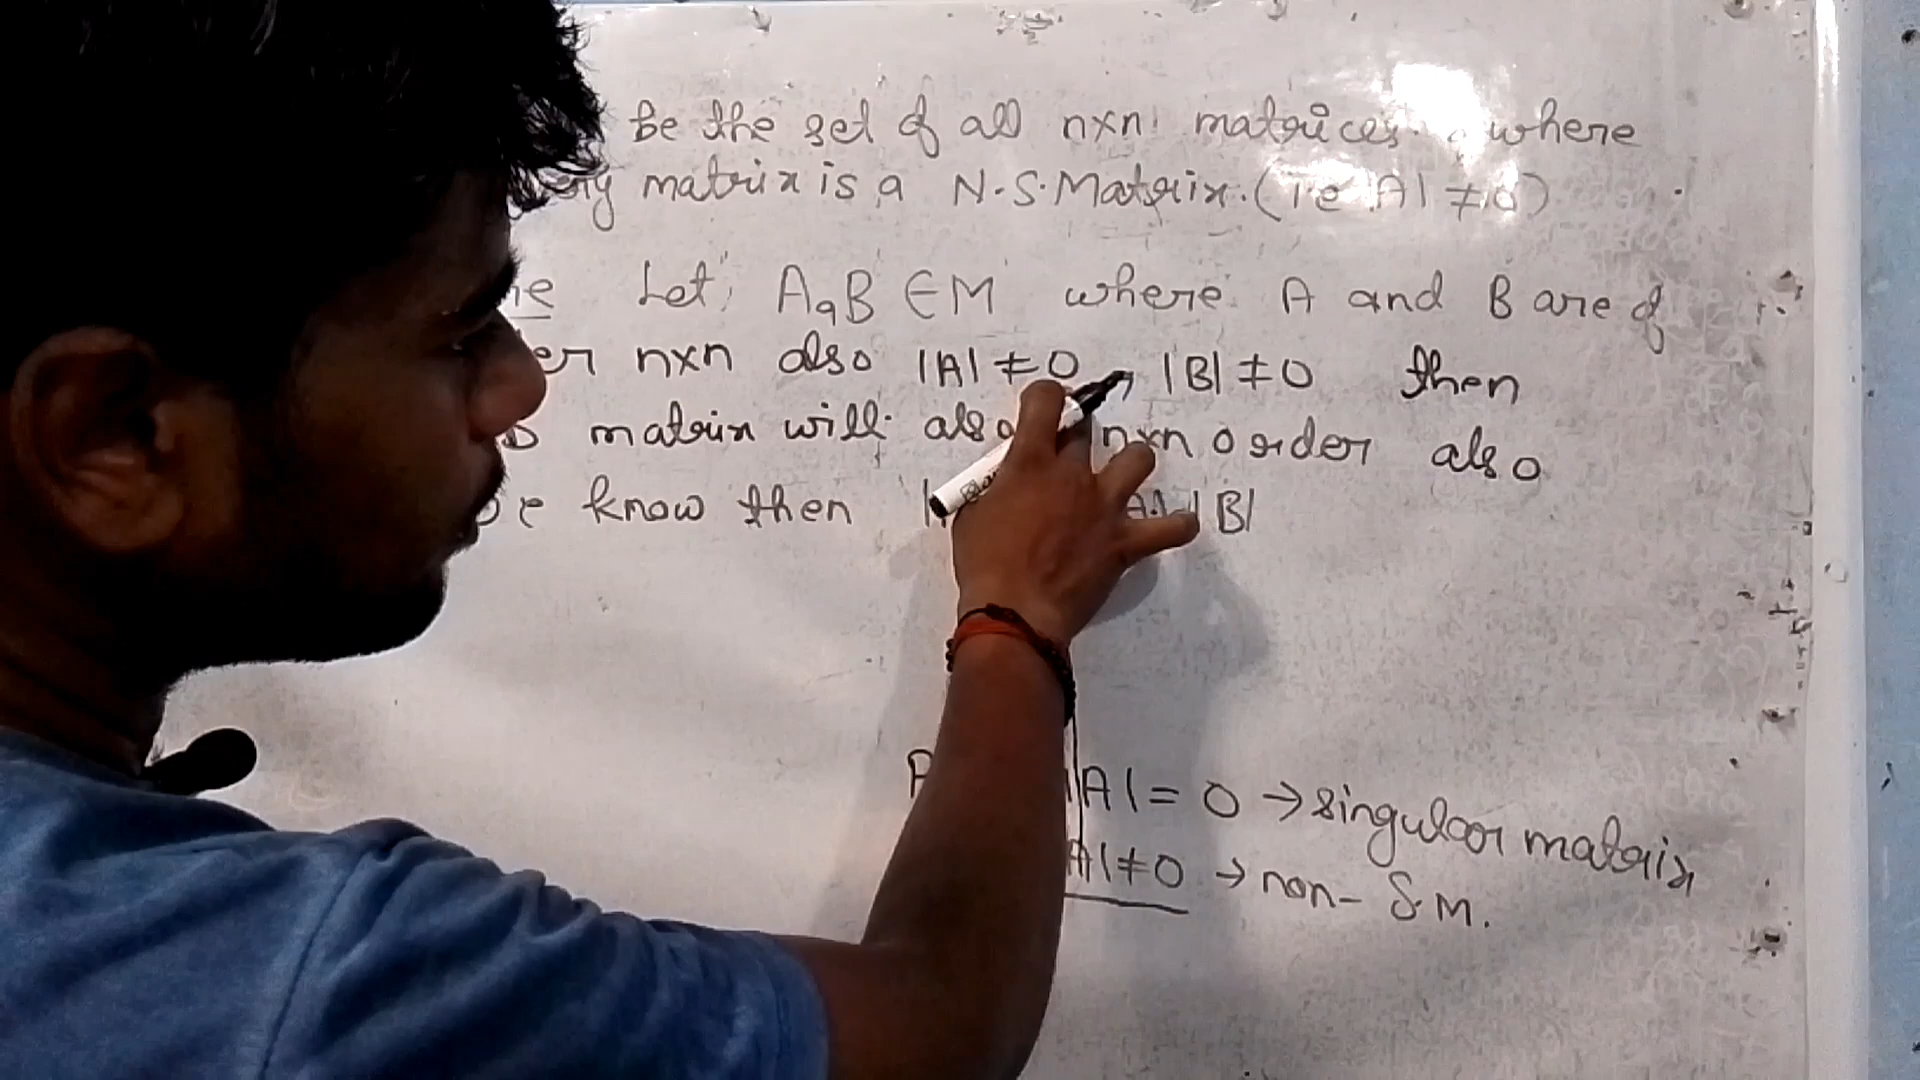 be the set of all nxn matrices where
matrix is a N.S.Matrix. (i.e |A| ≠ 0)
Let, A,B ∈ M where A and B are of
nxn also |A| ≠ 0, |B| ≠ 0 then
matrix will also nxn order also
know then |B|
|A| = 0 → singular matrix
|A| ≠ 0 → non- S.M.